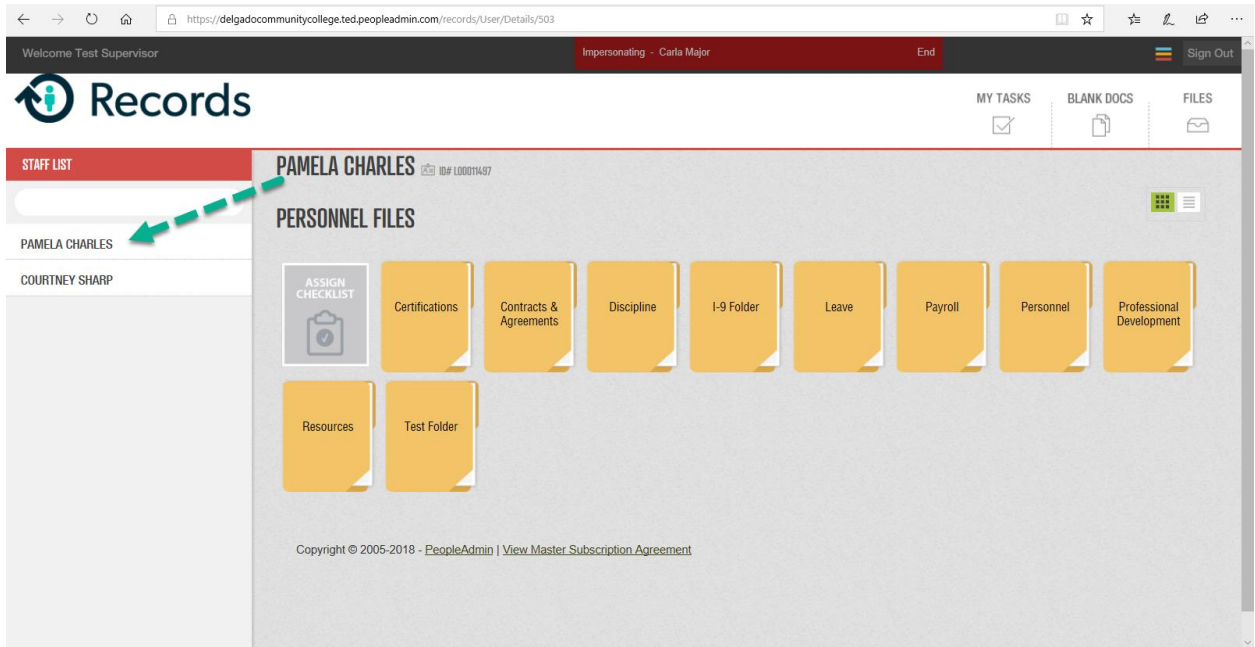 https://delgadocommunitycollege.ted.peopleadmin.com/records/User/Details/503
Welcome Test Supervisor
Impersonating - Carla Major
End
Sign Out
Records
MY TASKS
BLANK DOCS
FILES
STAFF LIST
PAMELA CHARLES
COURTNEY SHARP
PAMELA CHARLES ID# L00011497
PERSONNEL FILES
ASSIGN
CHECKLIST
Certifications
Contracts &
Agreements
Discipline
I-9 Folder
Leave
Payroll
Personnel
Professional
Development
Resources
Test Folder
Copyright © 2005-2018 - PeopleAdmin | View Master Subscription Agreement